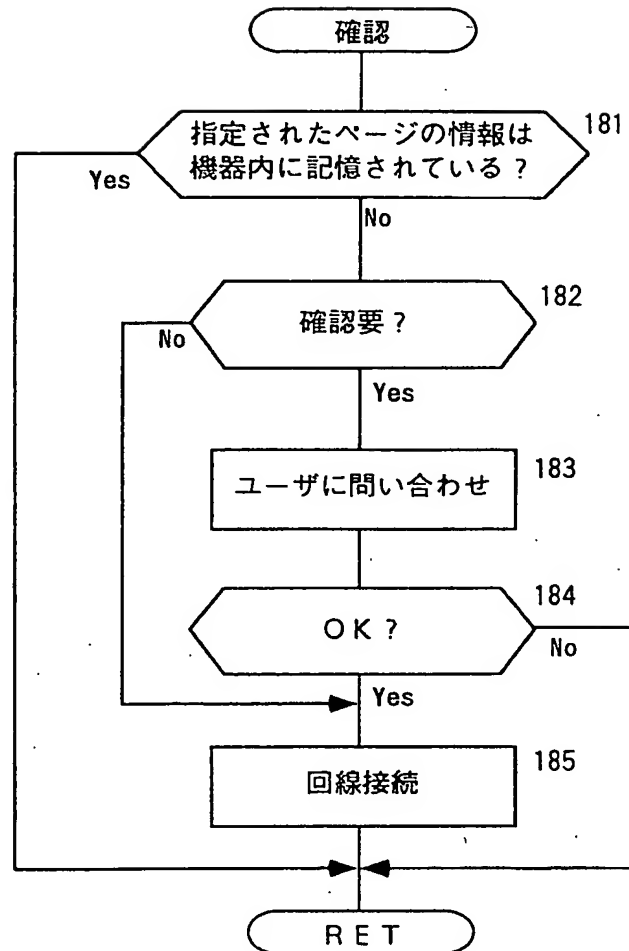 確認
指定されたページの情報は
機器内に記憶されている?
181
Yes
No
確認要?
182
No
Yes
ユーザに問い合わせ
183
OK?
184
No
Yes
回線接続
185
RET